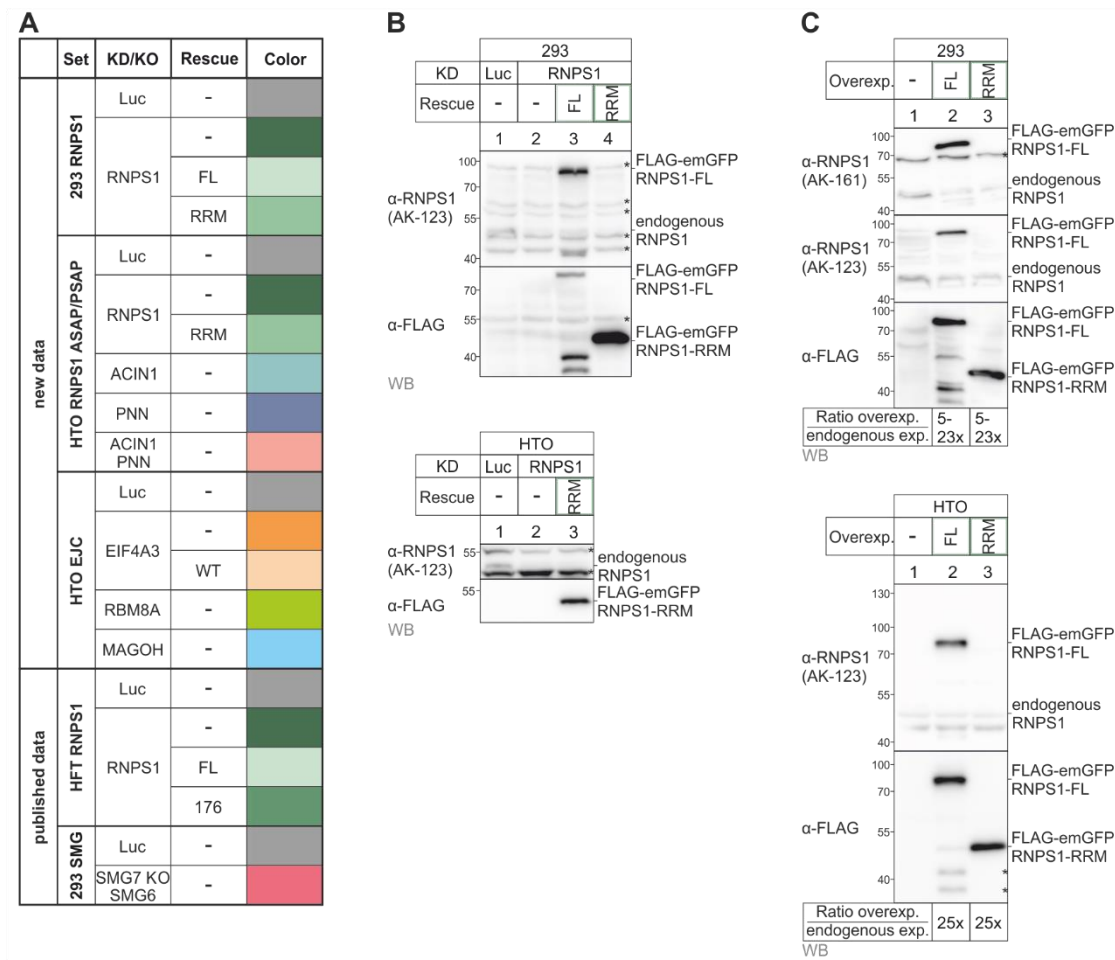 A
Set KD/KO Rescue Color
new data
293 RNPS1
Luc -
RNPS1 -
FL
RRM
HTO RNPS1 ASAP/PSAP
Luc -
RNPS1 -
RRM
ACIN1 -
PNN -
ACIN1
PNN -
HTO EJC
Luc -
EIF4A3 -
WT
RBM8A -
MAGOH -
published data
HFT RNPS1
Luc -
RNPS1 -
FL
176
293 SMG
Luc -
SMG7 KO
SMG6 -
B
293
KD Luc RNPS1
Rescue - - FL RRM
1 2 3 4
α-RNPS1
(AK-123)
100
70
55
40
FLAG-emGFP
RNPS1-FL
endogenous
RNPS1
*
*
*
*
*
α-FLAG
70
55
40
FLAG-emGFP
RNPS1-FL
*
FLAG-emGFP
RNPS1-RRM
WB
HTO
KD Luc RNPS1
Rescue - - RRM
1 2 3
α-RNPS1
(AK-123)
55
*
endogenous
RNPS1
*
α-FLAG
55
FLAG-emGFP
RNPS1-RRM
WB
C
293
Overexp. - FL RRM
1 2 3
α-RNPS1
(AK-161)
100
70
55
40
FLAG-emGFP
RNPS1-FL
*
endogenous
RNPS1
α-RNPS1
(AK-123)
100
70
55
40
FLAG-emGFP
RNPS1-FL
endogenous
RNPS1
α-FLAG
100
70
55
40
FLAG-emGFP
RNPS1-FL
FLAG-emGFP
RNPS1-RRM
Ratio overexp.
endogenous exp.
5-
23x
5-
23x
WB
HTO
Overexp. - FL RRM
1 2 3
α-RNPS1
(AK-123)
130
100
70
55
40
FLAG-emGFP
RNPS1-FL
endogenous
RNPS1
α-FLAG
100
70
50
40
FLAG-emGFP
RNPS1-FL
FLAG-emGFP
RNPS1-RRM
*
*
Ratio overexp.
endogenous exp.
25x 25x
WB